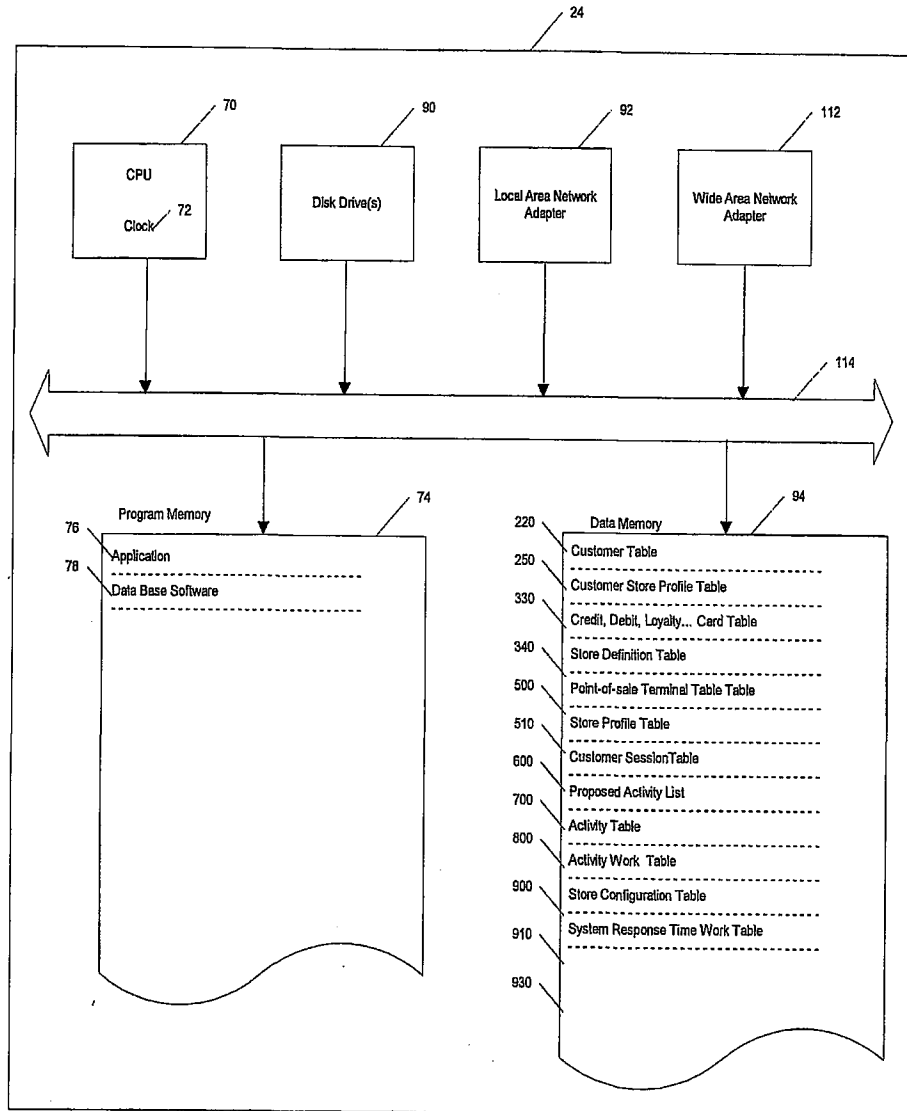 24
70
90
92
112
CPU
Clock
72
Disk Drive(s)
Local Area Network
Adapter
Wide Area Network
Adapter
114
Program Memory
74
76
Application
78
Data Base Software
Data Memory
94
220
Customer Table
250
Customer Store Profile Table
330
Credit, Debit, Loyalty... Card Table
340
Store Definition Table
Point-of-sale Terminal Table Table
500
Store Profile Table
510
Customer SessionTable
600
Proposed Activity List
700
Activity Table
800
Activity Work Table
900
Store Configuration Table
System Response Time Work Table
910
930